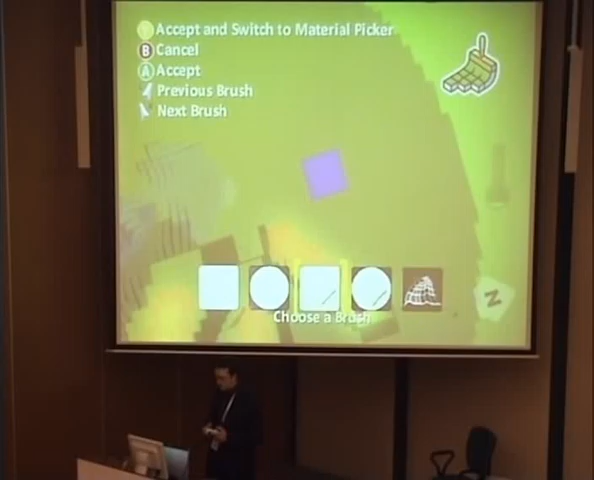 Y Accept and Switch to Material Picker
B Cancel
A Accept
Previous Brush
Next Brush
Choose a Brush
Z